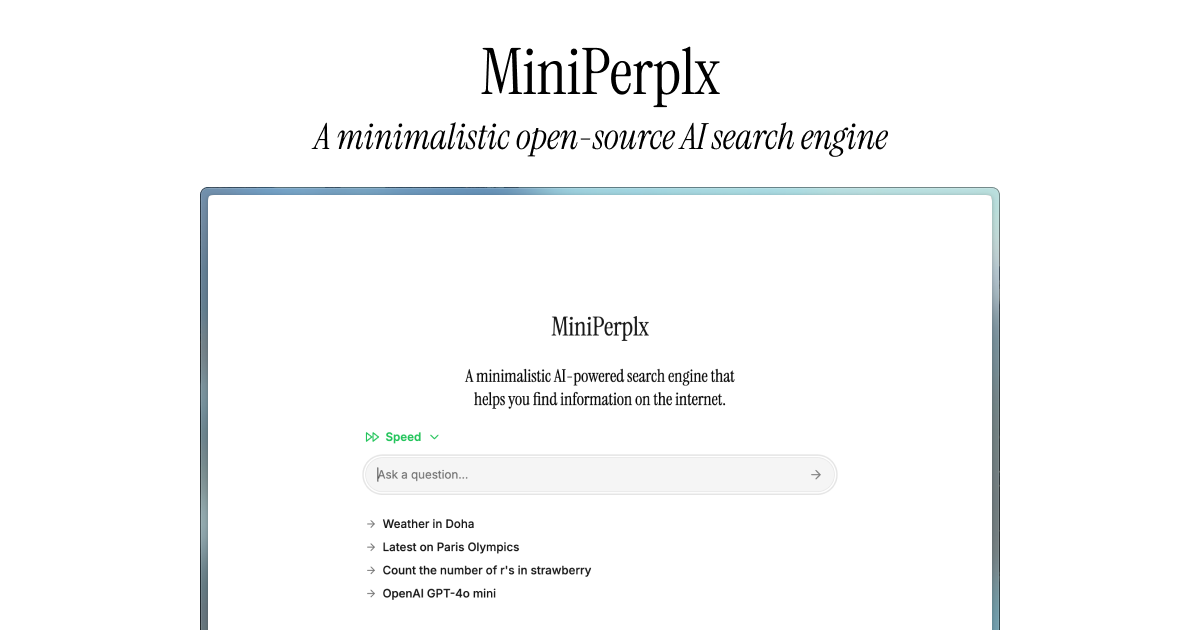 MiniPerplx
A minimalistic open-source AI search engine
MiniPerplx
A minimalistic AI-powered search engine that
helps you find information on the internet.
Speed
Ask a question...
Weather in Doha
Latest on Paris Olympics
Count the number of r's in strawberry
OpenAI GPT-4o mini